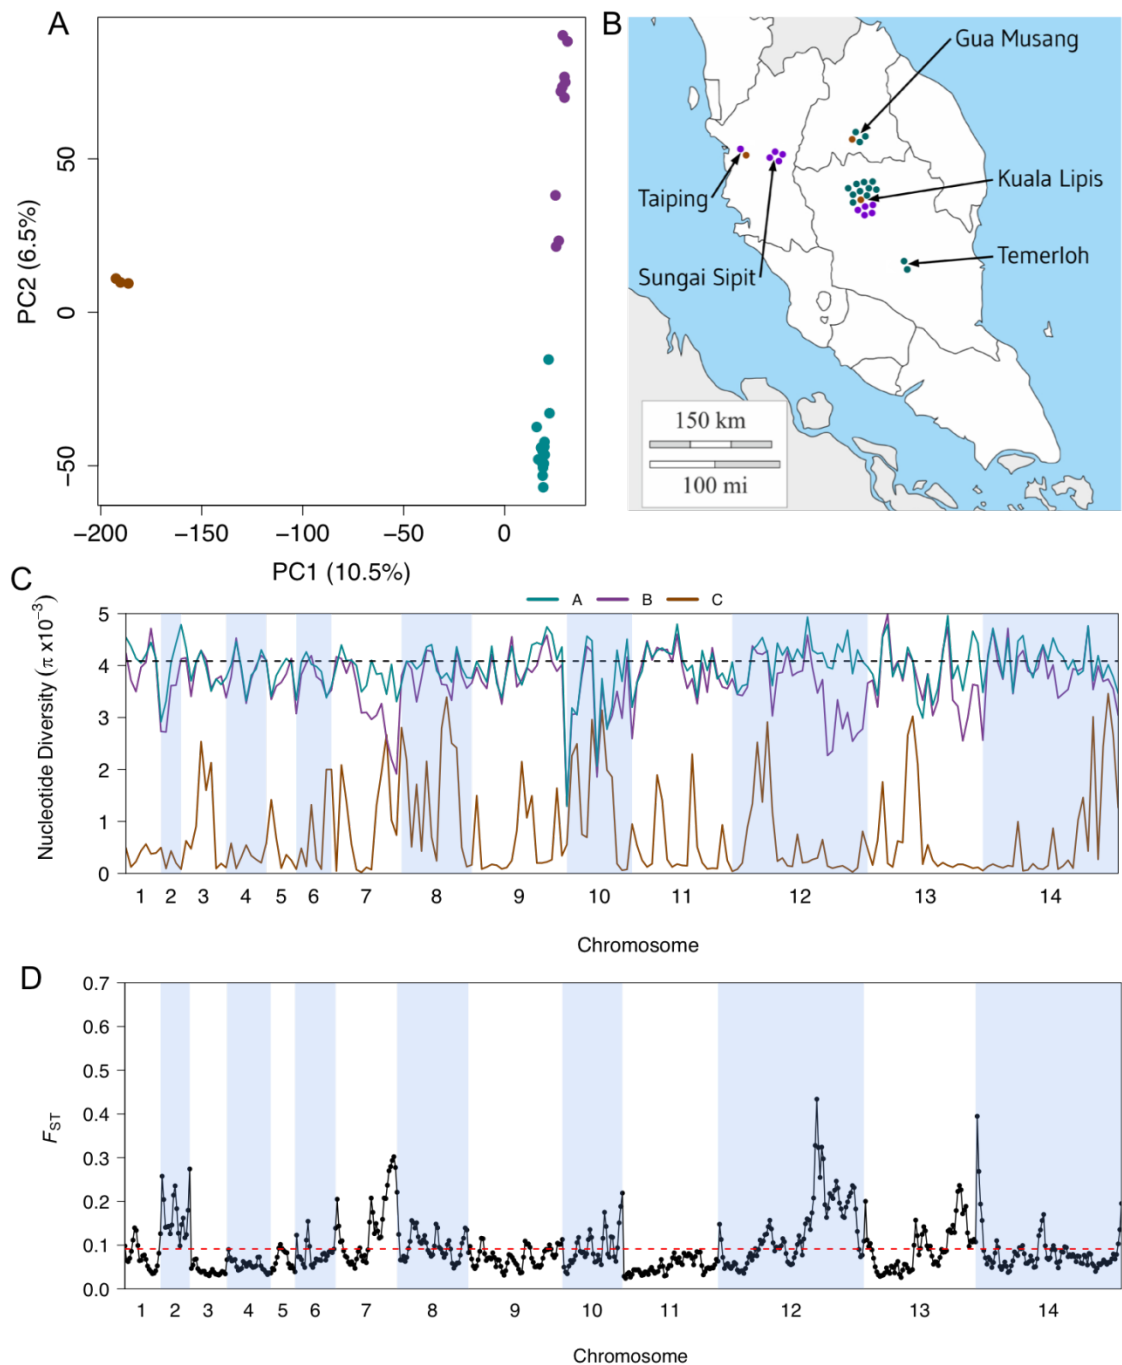 A
50
0
−50
PC2 (6.5%)
−200
−150
−100
−50
0
PC1 (10.5%)
B
Gua Musang
Taiping
Kuala Lipis
Sungai Sipit
Temerloh
150 km
100 mi
C
A
B
C
5
4
3
2
1
0
Nucleotide Diversity (π x10⁻³)
1 2 3 4 5 6 7 8 9 10 11 12 13 14
Chromosome
D
0.7
0.6
0.5
0.4
0.3
0.2
0.1
0.0
FST
1 2 3 4 5 6 7 8 9 10 11 12 13 14
Chromosome